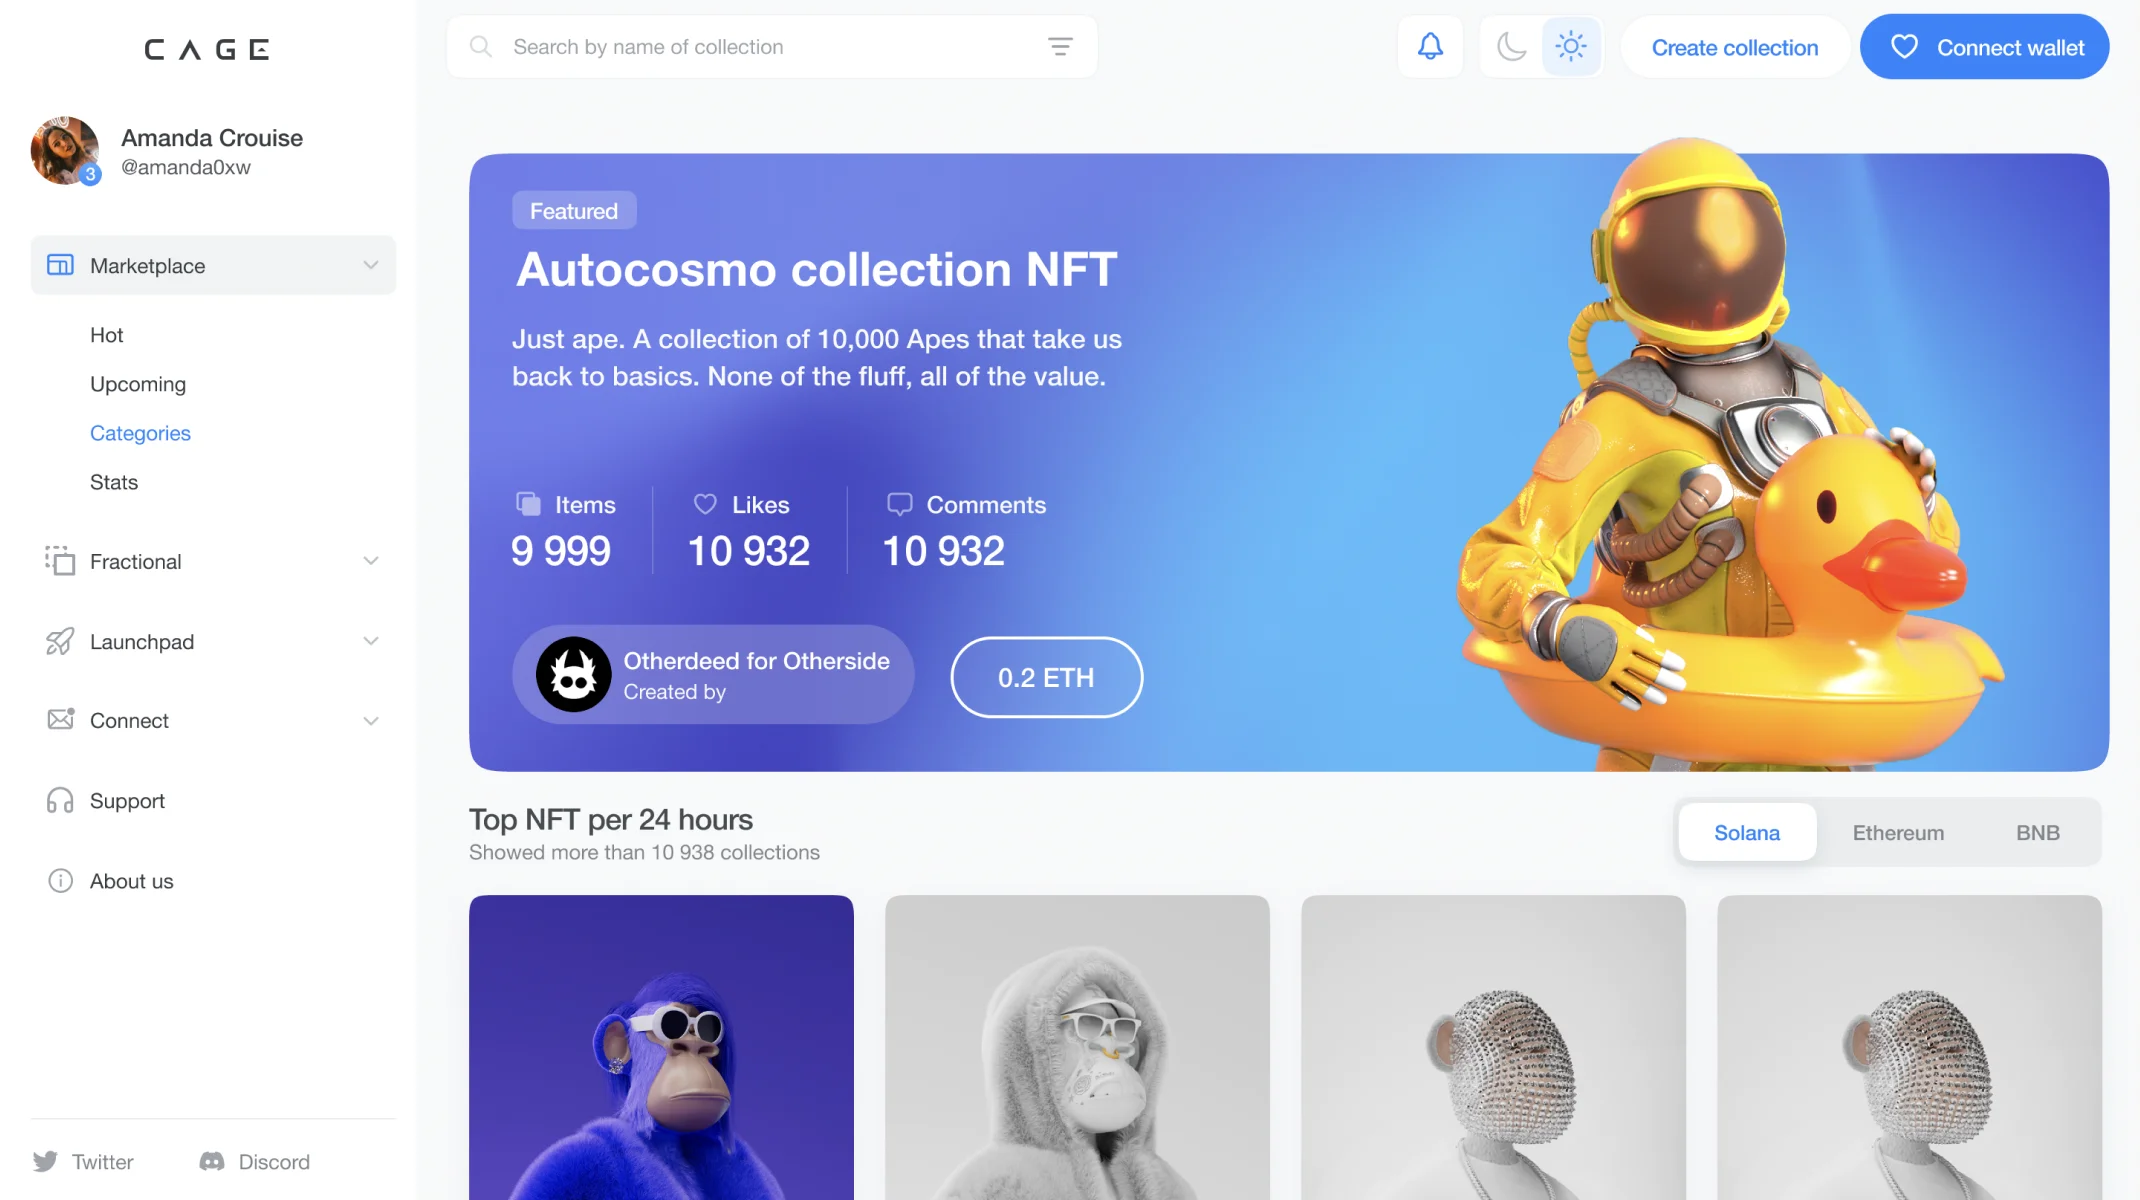 CAGE
Amanda Crouise
@amanda0xw
3
Marketplace
Hot
Upcoming
Categories
Stats
Fractional
Launchpad
Connect
Support
About us
Twitter
Discord
Search by name of collection
Create collection
Connect wallet
Featured
Autocosmo collection NFT
Just ape. A collection of 10,000 Apes that take us
back to basics. None of the fluff, all of the value.
Items
9 999
Likes
10 932
Comments
10 932
Otherdeed for Otherside
Created by
0.2 ETH
Top NFT per 24 hours
Showed more than 10 938 collections
Solana
Ethereum
BNB